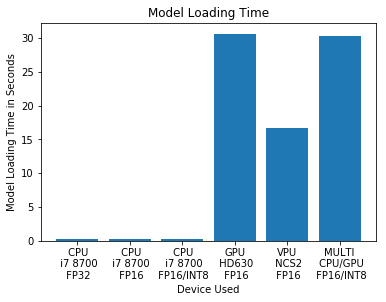 Model Loading Time
Model Loading Time in Seconds
30
25
20
15
10
5
0
CPU
i7 8700
FP32
CPU
i7 8700
FP16
CPU
i7 8700
FP16/INT8
GPU
HD630
FP16
VPU
NCS2
FP16
MULTI
CPU/GPU
FP16/INT8
Device Used